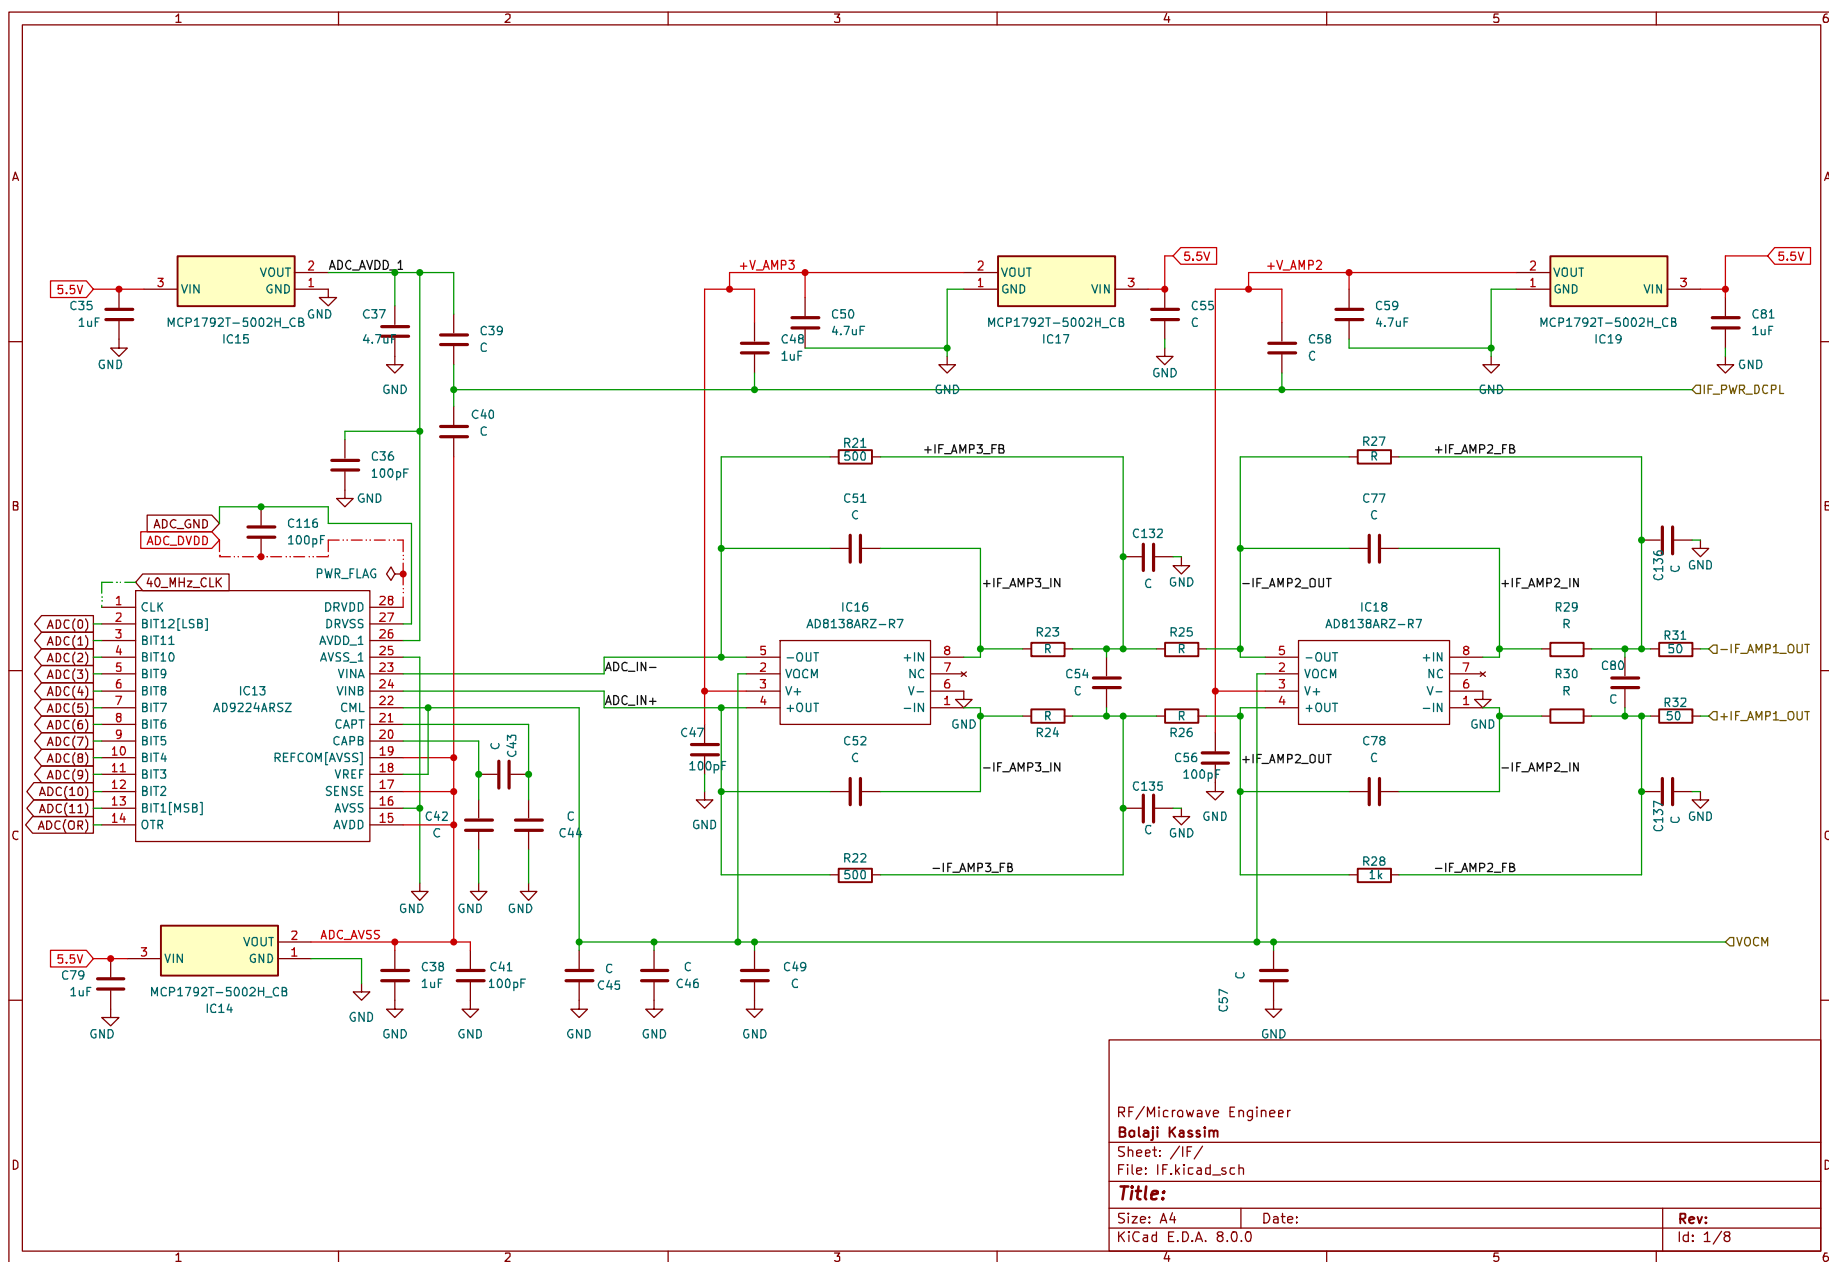 1 2 3 4 5 6
A
B
C
D
5.5V
C35
1uF
GND
3 VIN
VOUT 2
GND 1
MCP1792T-5002H_CB
IC15
GND
ADC_AVDD_1
C37
4.7uF
GND
C39
C
C40
C
C36
100pF
GND
ADC_GND
ADC_DVDD
C116
100pF
PWR_FLAG
40_MHz_CLK
1 CLK
2 BIT12[LSB]
3 BIT11
4 BIT10
5 BIT9
6 BIT8
7 BIT7
8 BIT6
9 BIT5
10 BIT4
11 BIT3
12 BIT2
13 BIT1[MSB]
14 OTR
ADC(0)
ADC(1)
ADC(2)
ADC(3)
ADC(4)
ADC(5)
ADC(6)
ADC(7)
ADC(8)
ADC(9)
ADC(10)
ADC(11)
ADC(OR)
IC13
AD9224ARSZ
DRVDD 28
DRVSS 27
AVDD_1 26
AVSS_1 25
VINA 23
VINB 24
CML 22
CAPT 21
CAPB 20
REFCOM[AVSS] 19
VREF 18
SENSE 17
AVSS 16
AVDD 15
C
C43
C42
C
C
C44
GND
GND
GND
5.5V
C79
1uF
GND
3 VIN
VOUT 2
GND 1
MCP1792T-5002H_CB
IC14
ADC_AVSS
GND
C38
1uF
GND
C41
100pF
GND
C
C45
GND
C
C46
GND
C49
C
GND
C
C57
GND
VOCM
+V_AMP3
C50
4.7uF
C48
1uF
2 VOUT
1 GND
VIN 3
MCP1792T-5002H_CB
IC17
GND
5.5V
C55
C
GND
+V_AMP2
C59
4.7uF
C58
C
2 VOUT
1 GND
VIN 3
MCP1792T-5002H_CB
IC19
GND
5.5V
C81
1uF
GND
IF_PWR_DCPL
R21
500
+IF_AMP3_FB
C51
C
+IF_AMP3_IN
C132
C
GND
IC16
AD8138ARZ-R7
5 -OUT
2 VOCM
3 V+
4 +OUT
+IN 8
NC 7
V- 6
-IN 1
GND
ADC_IN-
ADC_IN+
C47
100pF
GND
C52
C
-IF_AMP3_IN
R22
500
-IF_AMP3_FB
R23
R
R24
R
C54
C
R25
R
R26
R
C135
C
GND
R27
R
+IF_AMP2_FB
C77
C
-IF_AMP2_OUT
+IF_AMP2_IN
C136
C
GND
IC18
AD8138ARZ-R7
5 -OUT
2 VOCM
3 V+
4 +OUT
+IN 8
NC 7
V- 6
-IN 1
GND
R29
R
R30
R
C80
C
R31
50
-IF_AMP1_OUT
R32
50
+IF_AMP1_OUT
C56
100pF
GND
+IF_AMP2_OUT
C78
C
-IF_AMP2_IN
C137
C
GND
R28
1k
-IF_AMP2_FB
RF/Microwave Engineer
Bolaji Kassim
Sheet: /IF/
File: IF.kicad_sch
Title:
Size: A4
Date:
Rev:
KiCad E.D.A. 8.0.0
Id: 1/8
1 2 3 4 5 6
A
B
C
D